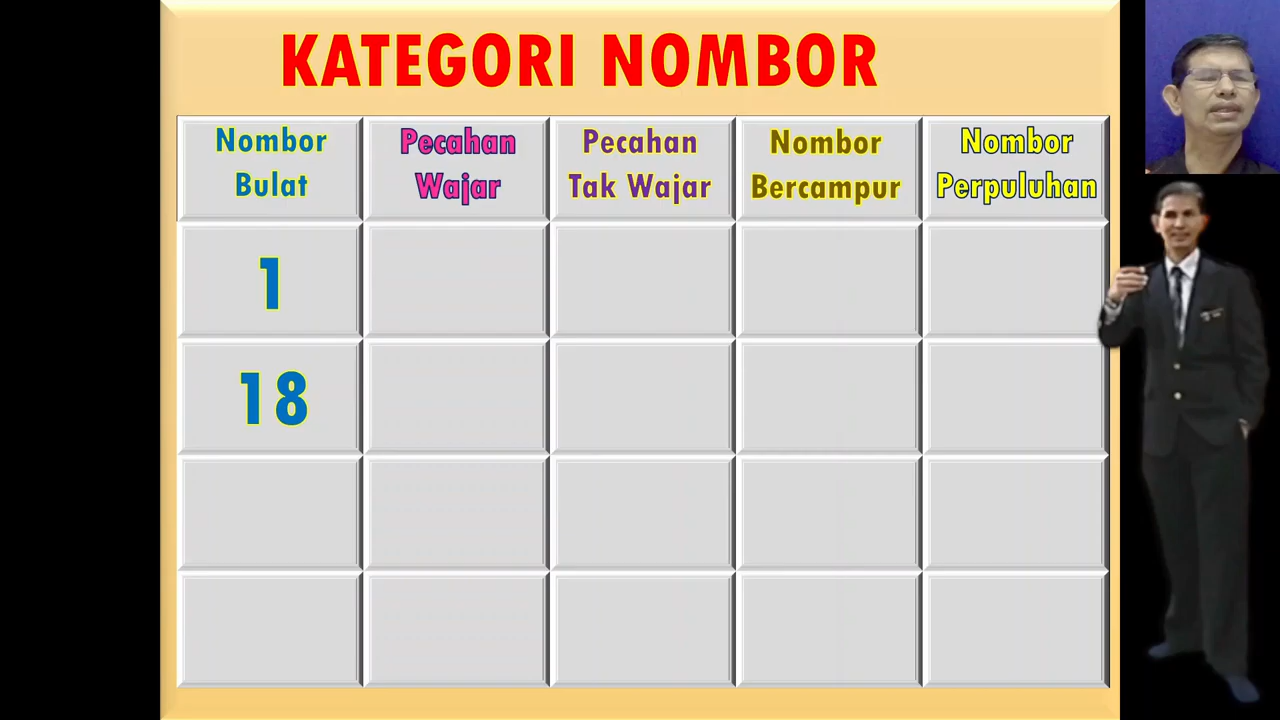 KATEGORI NOMBOR
Nombor Bulat
Pecahan Wajar
Pecahan Tak Wajar
Nombor Bercampur
Nombor Perpuluhan
1
18